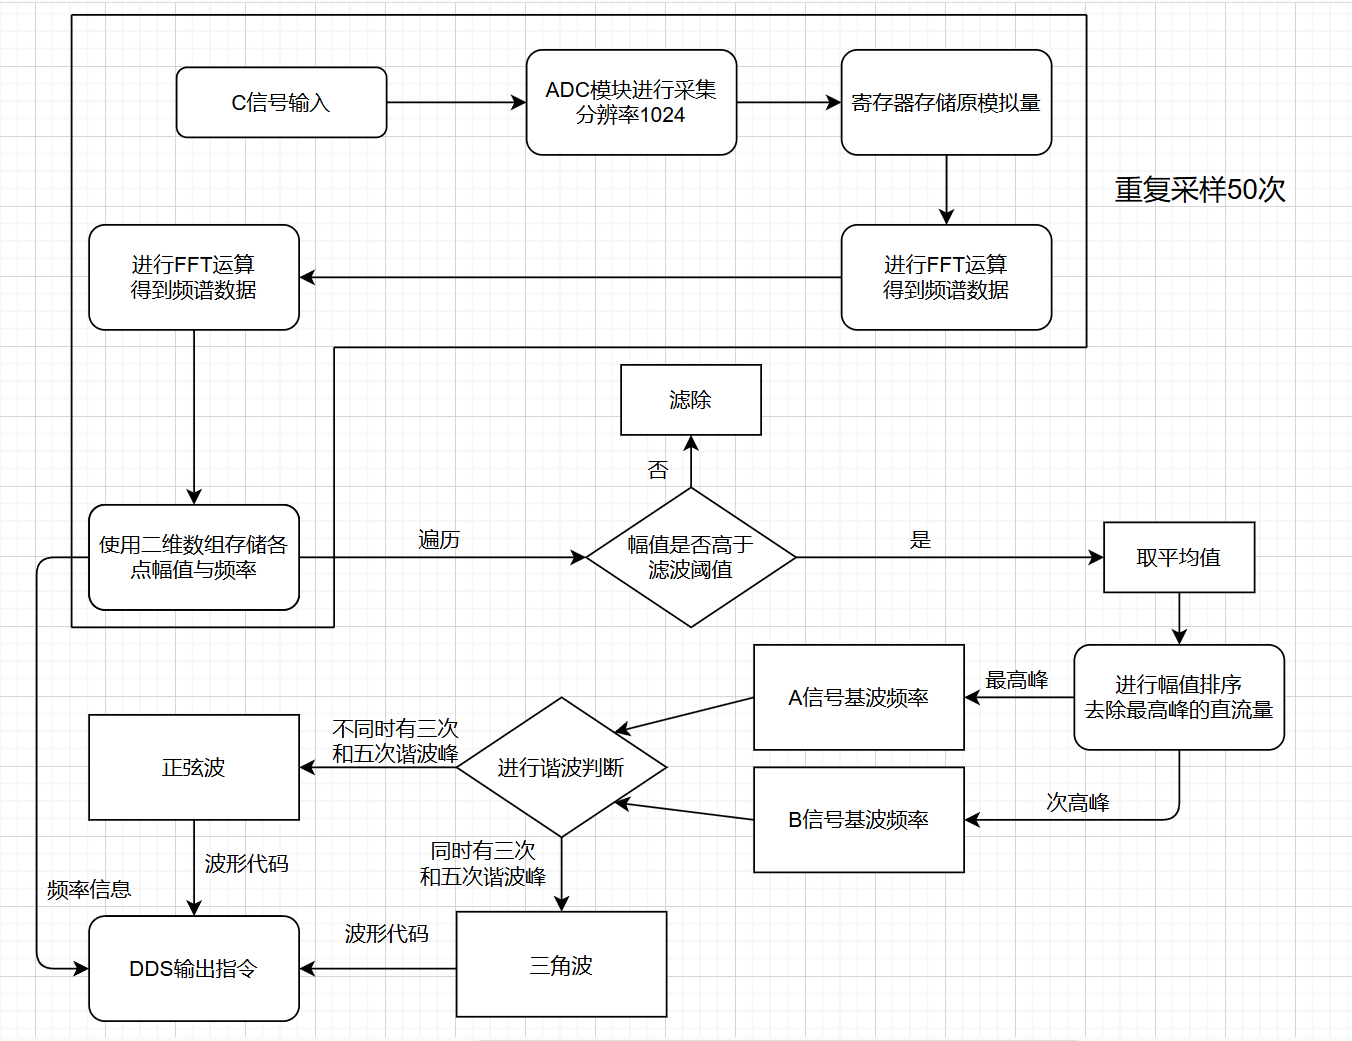 C信号输入
ADC模块进行采集
分辨率1024
寄存器存储原模拟量
重复采样50次
进行FFT运算
得到频谱数据
进行FFT运算
得到频谱数据
滤除
否
使用二维数组存储各
点幅值与频率
遍历
幅值是否高于
滤波阈值
是
取平均值
进行幅值排序
去除最高峰的直流量
最高峰
A信号基波频率
次高峰
B信号基波频率
进行谐波判断
不同时有三次
和五次谐波峰
正弦波
同时有三次
和五次谐波峰
三角波
波形代码
频率信息
波形代码
DDS输出指令